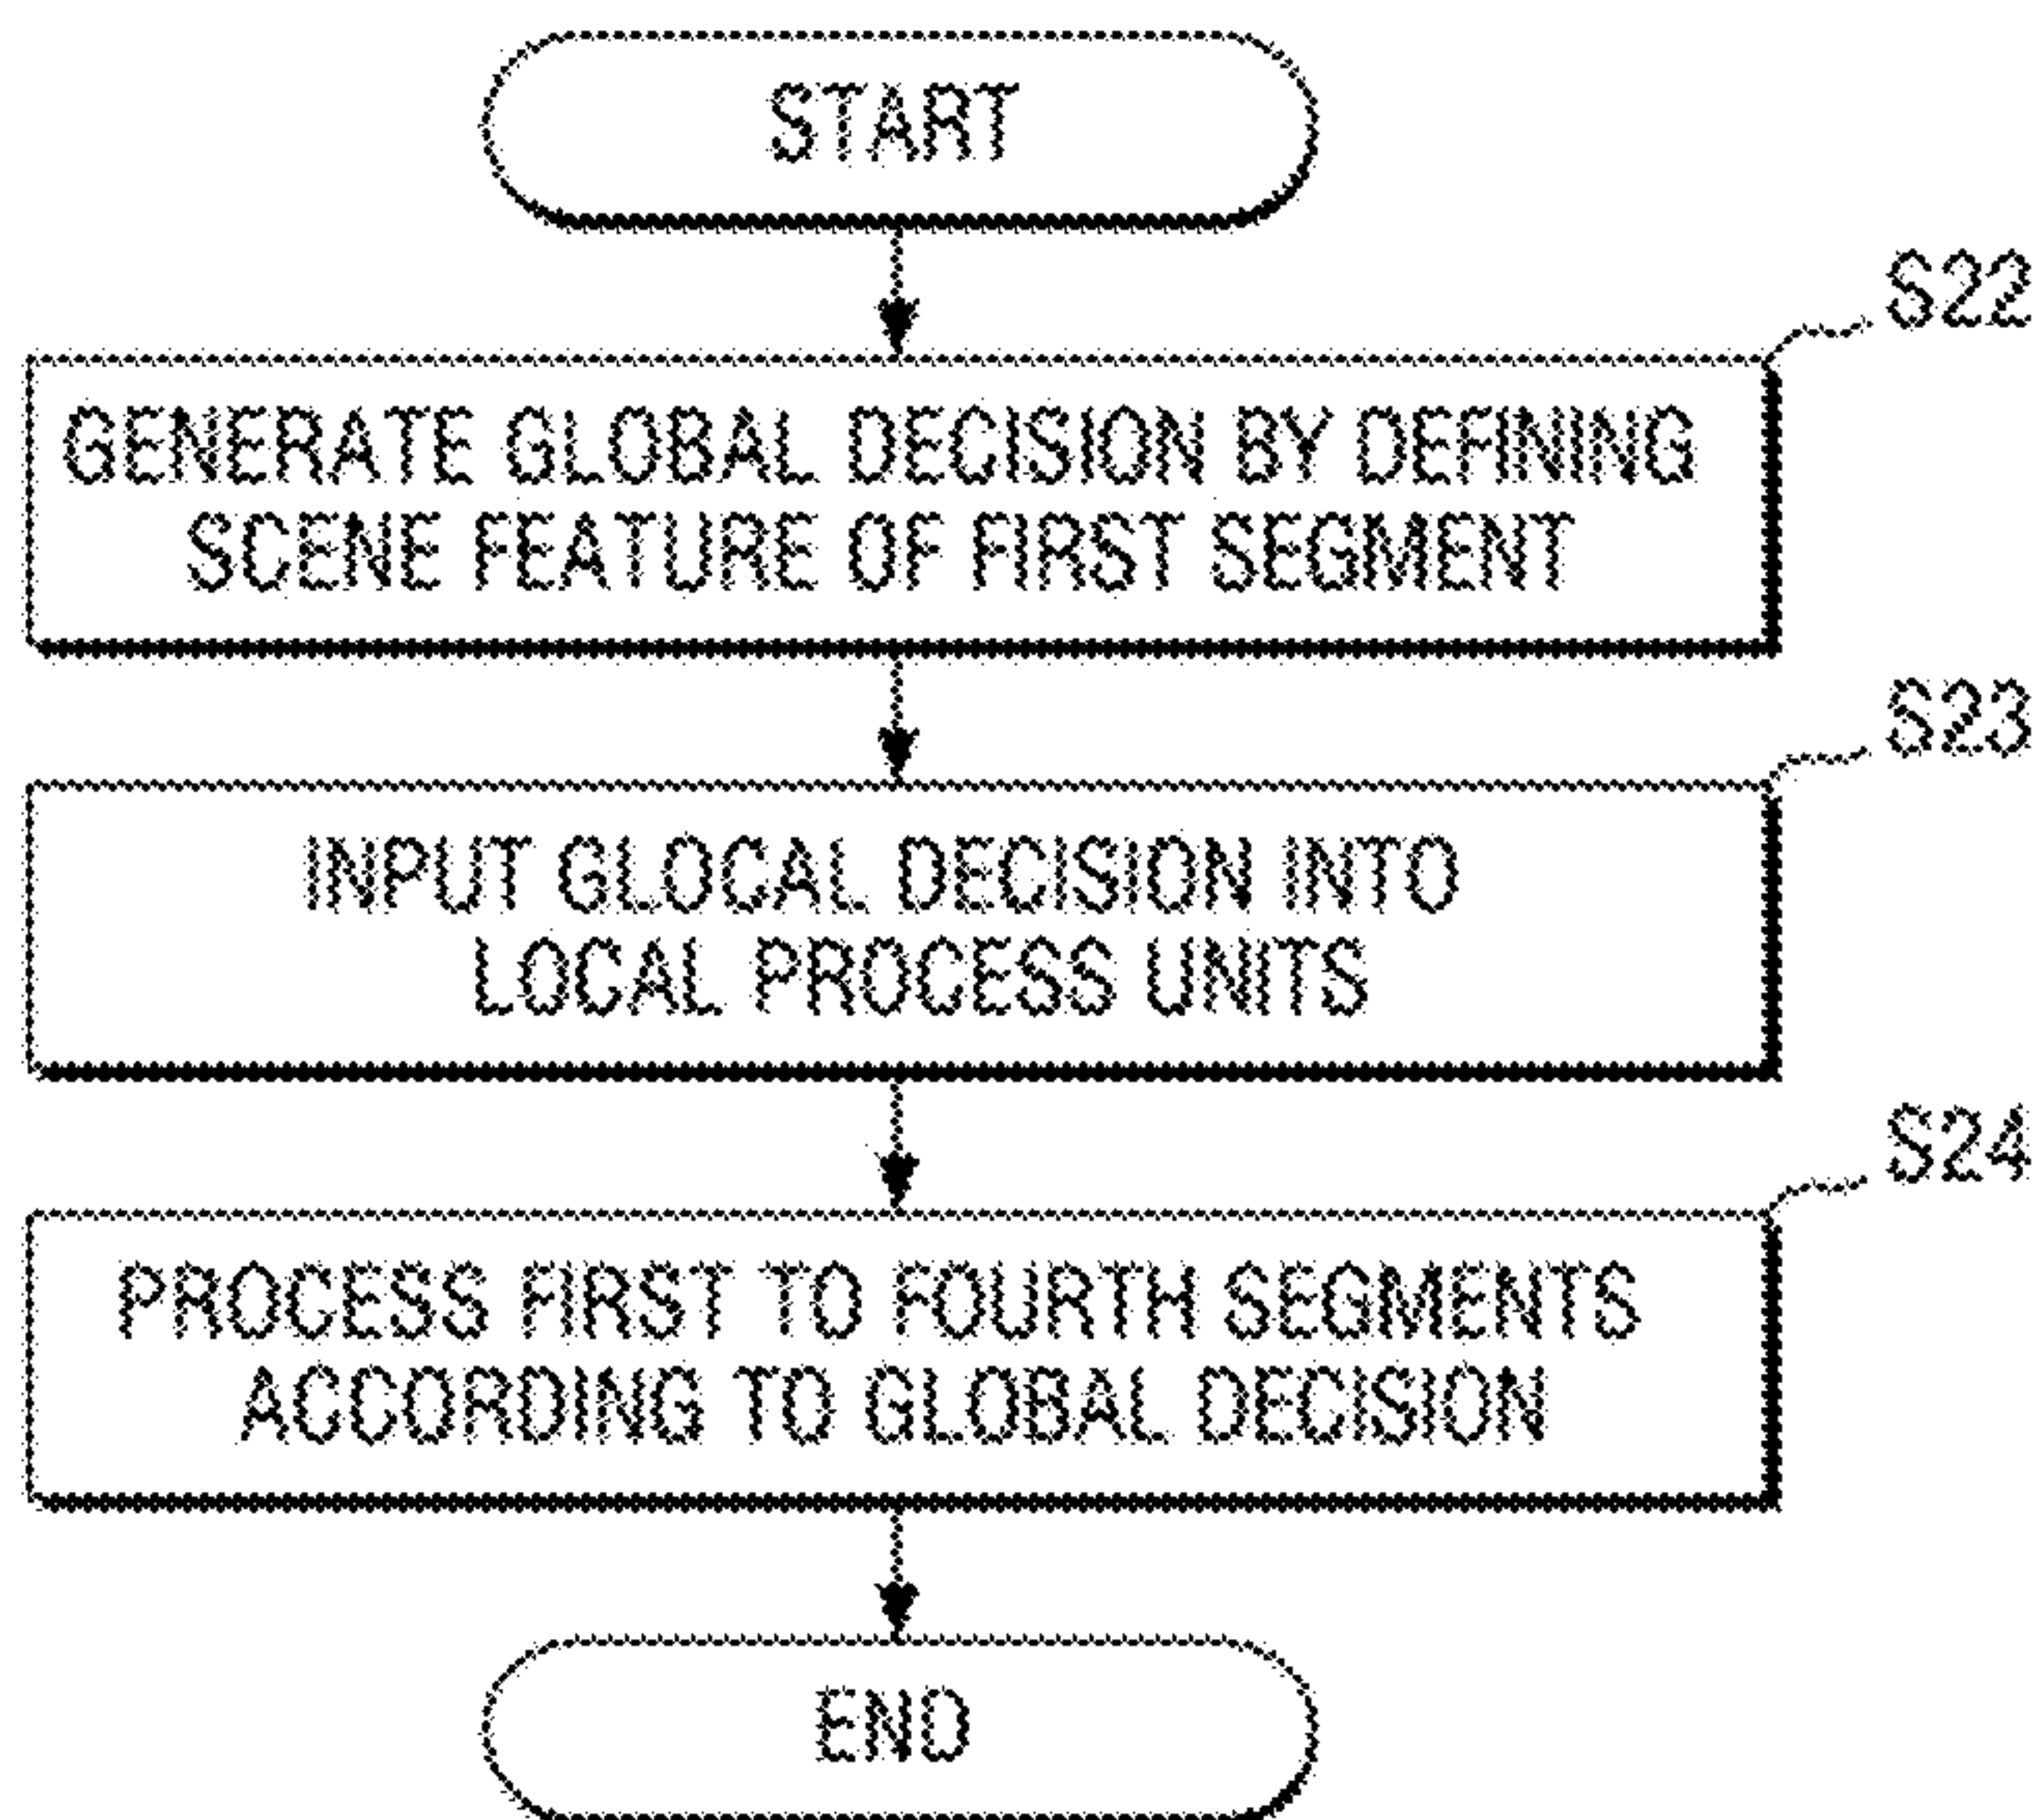 START
S22
GENERATE GLOBAL DECISION BY DEFINING
SCENE FEATURE OF FIRST SEGMENT
S23
INPUT GLOCAL DECISION INTO
LOCAL PROCESS UNITS
S24
PROCESS FIRST TO FOURTH SEGMENTS
ACCORDING TO GLOBAL DECISION
END